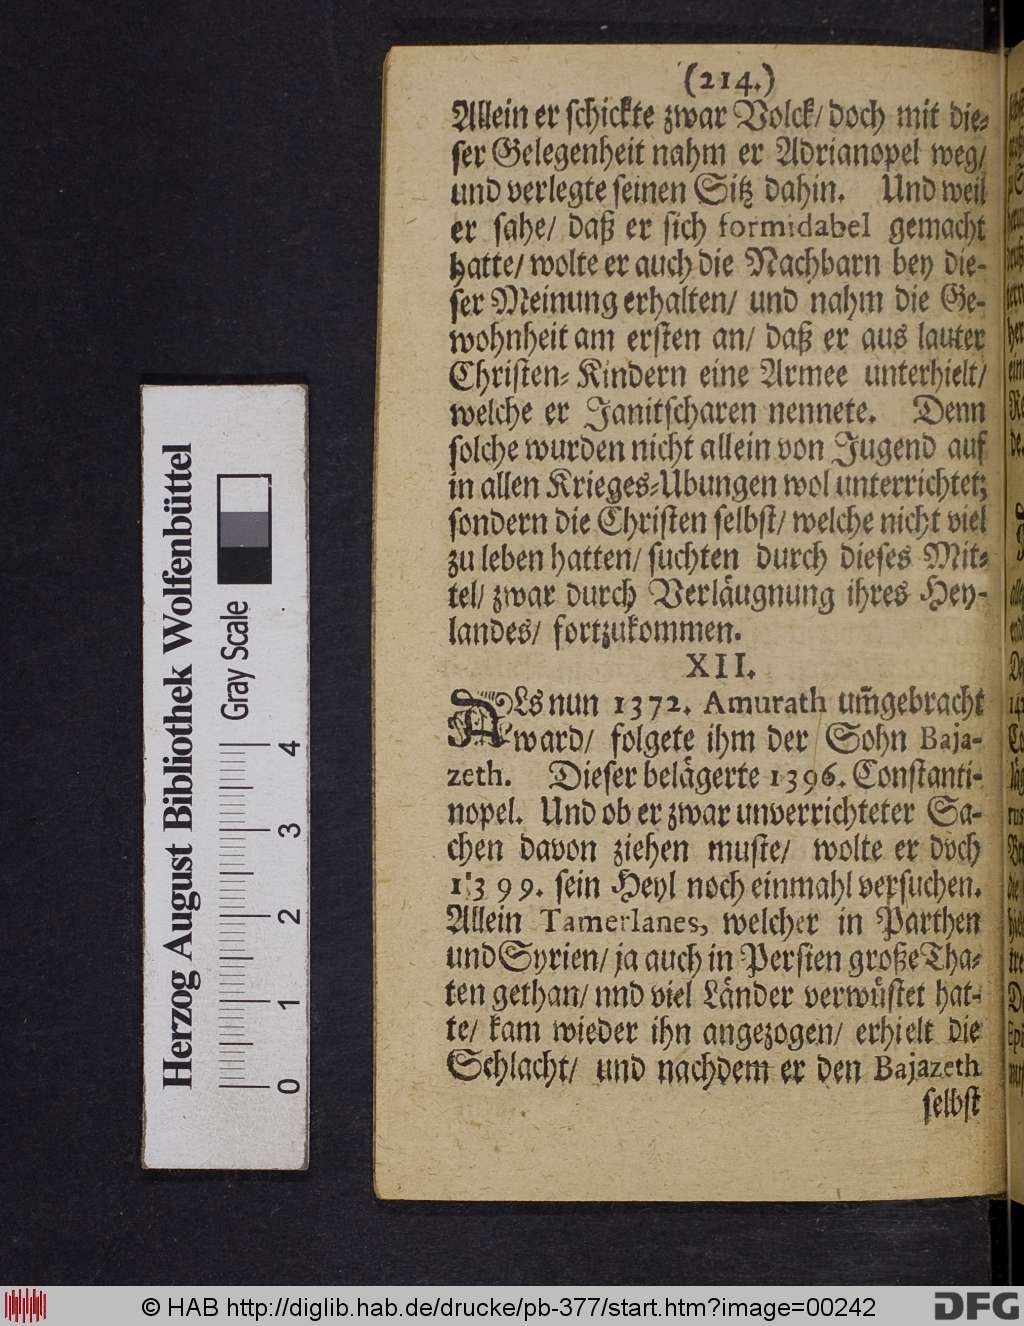 (214.)
Allein er schickte zwar Volck/ doch mit die-
ser Gelegenheit nahm er Adrianopel weg/
und verlegte seinen Sitz dahin. Und weil
er sahe/ daß er sich formidabel gemacht
hatte/ wolte er auch die Nachbarn bey die-
ser Meinung erhalten/ und nahm die Ge-
wohnheit am ersten an/ daß er aus lauter
Christen-Kindern eine Armee unterhielt/
welche er Janitscharen nennete. Denn
solche wurden nicht allein von Jugend auf
in allen Krieges-Ubungen wol unterrichtet;
sondern die Christen selbst/ welche nicht viel
zu leben hatten/ suchten durch dieses Mit-
tel/ zwar durch Verläugnung ihres Hey-
landes/ fortzukommen.
XII.
ALs nun 1372. Amurath um̃gebracht
ward/ folgete ihm der Sohn Baja-
zeth. Dieser belägerte 1396. Constanti-
nopel. Und ob er zwar unverrichteter Sa-
chen davon ziehen muste/ wolte er doch
1399. sein Heyl noch einmahl versuchen.
Allein Tamerlanes, welcher in Parthen
und Syrien/ ja auch in Persien große Tha-
ten gethan/ nnd viel Länder verwüstet hat-
te/ kam wieder ihn angezogen/ erhielt die
Schlacht/ und nachdem er den Bajazeth
selbst
Herzog August Bibliothek Wolfenbüttel
Gray Scale
0 1 2 3 4
© HAB http://diglib.hab.de/drucke/pb-377/start.htm?image=00242
DFG